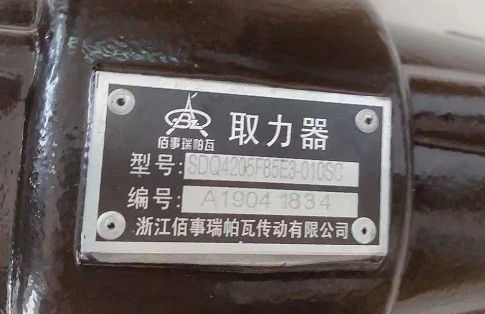 取力器
佰事瑞帕瓦
型号:SDQ4205F85E3-010SC
编号:A1904 1834
浙江佰事瑞帕瓦传动有限公司